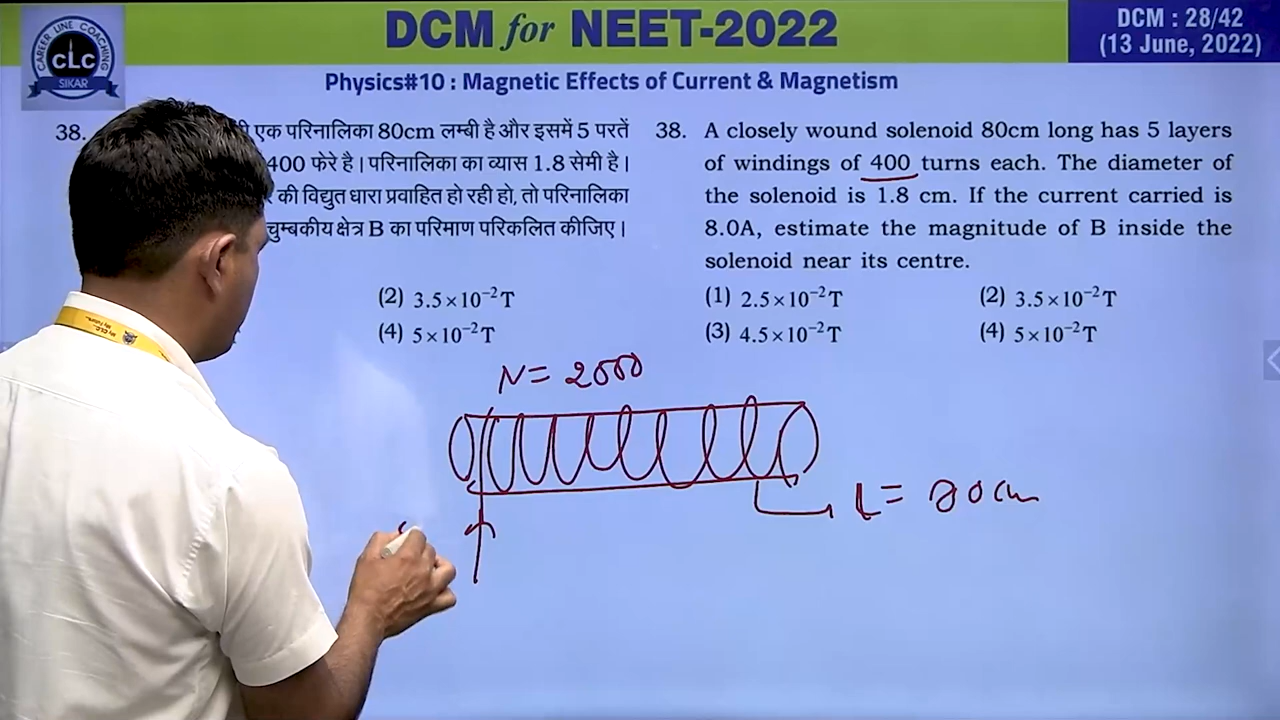 DCM for NEET-2022
DCM : 28/42
(13 June, 2022)
CAREER LINE COACHING
CLC
SIKAR
Physics#10 : Magnetic Effects of Current & Magnetism
38.
एक परिनालिका 80cm लम्बी है और इसमें 5 परतें
400 फेरे है। परिनालिका का व्यास 1.8 सेमी है।
की विद्युत धारा प्रवाहित हो रही हो, तो परिनालिका
चुम्बकीय क्षेत्र B का परिमाण परिकलित कीजिए।
(2) 3.5×10⁻²T
(4) 5×10⁻²T
38. A closely wound solenoid 80cm long has 5 layers
of windings of 400 turns each. The diameter of
the solenoid is 1.8 cm. If the current carried is
8.0A, estimate the magnitude of B inside the
solenoid near its centre.
(1) 2.5×10⁻²T (2) 3.5×10⁻²T
(3) 4.5×10⁻²T (4) 5×10⁻²T
N = 2000
l = 80cm